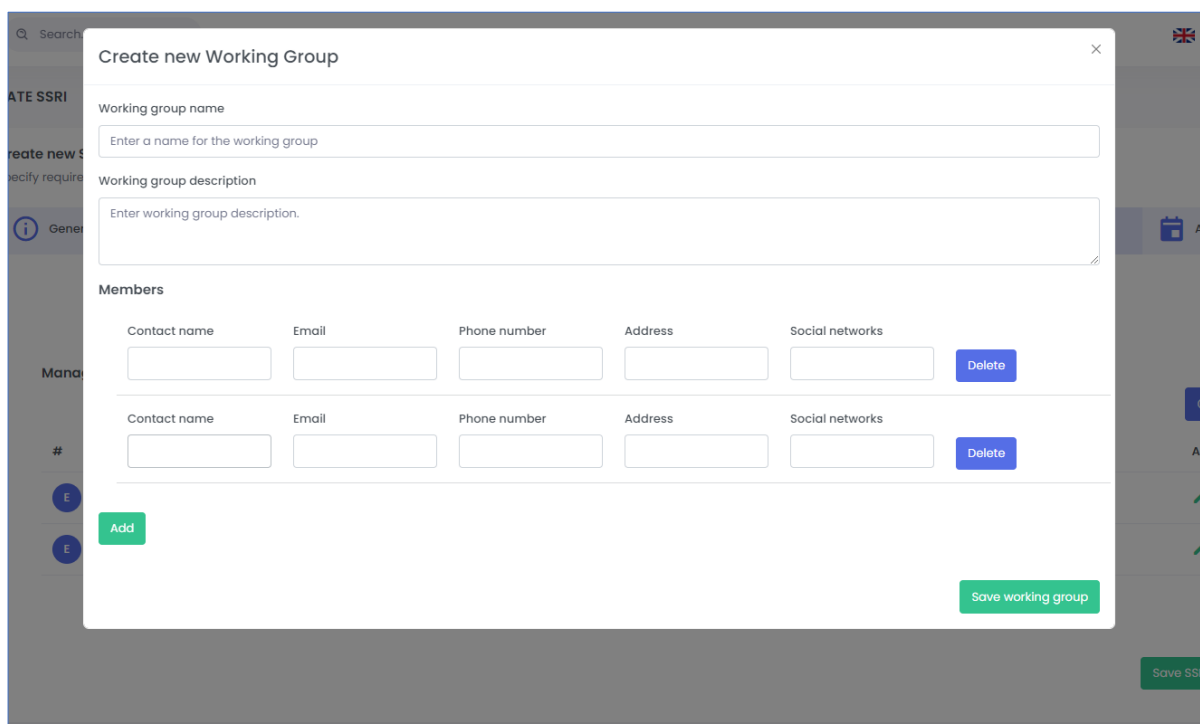 Search.
Create new Working Group
ATE SSRI
Working group name
Enter a name for the working group
reate new S
ecify require
Working group description
Enter working group description.
Gener
A
Members
Contact name Email Phone number Address Social networks
Delete
Manag
Contact name Email Phone number Address Social networks
Delete
#
A
E
E
Add
Save working group
Save SSRI